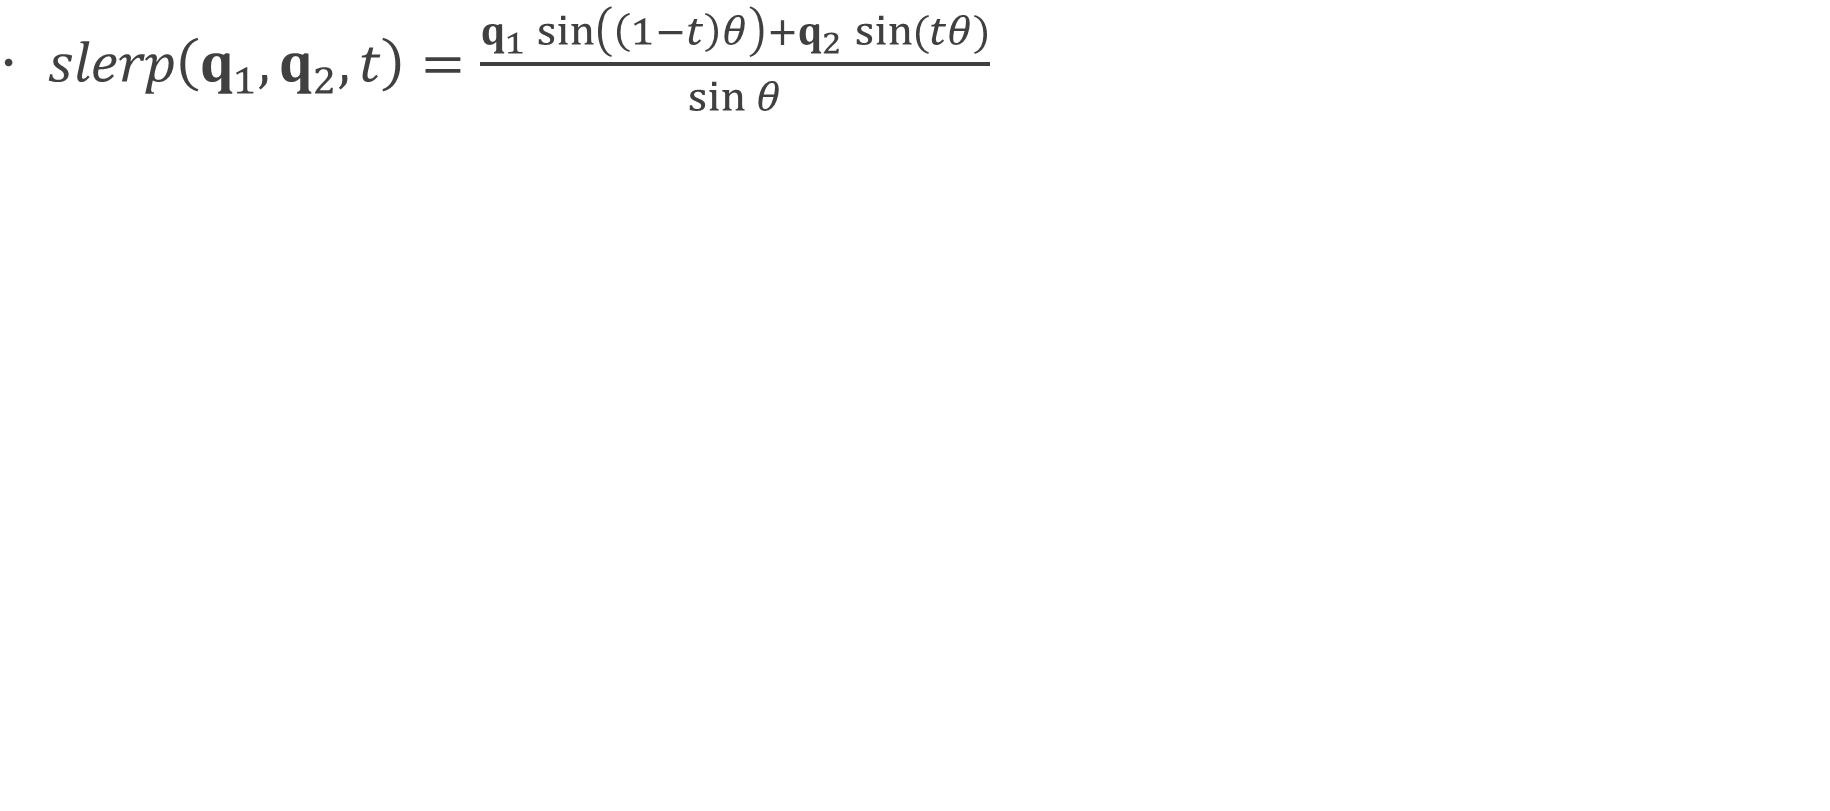 · slerp(𝐪₁, 𝐪₂, t) = (𝐪₁ sin((1−t)θ)+𝐪₂ sin(tθ)) / (sin θ)